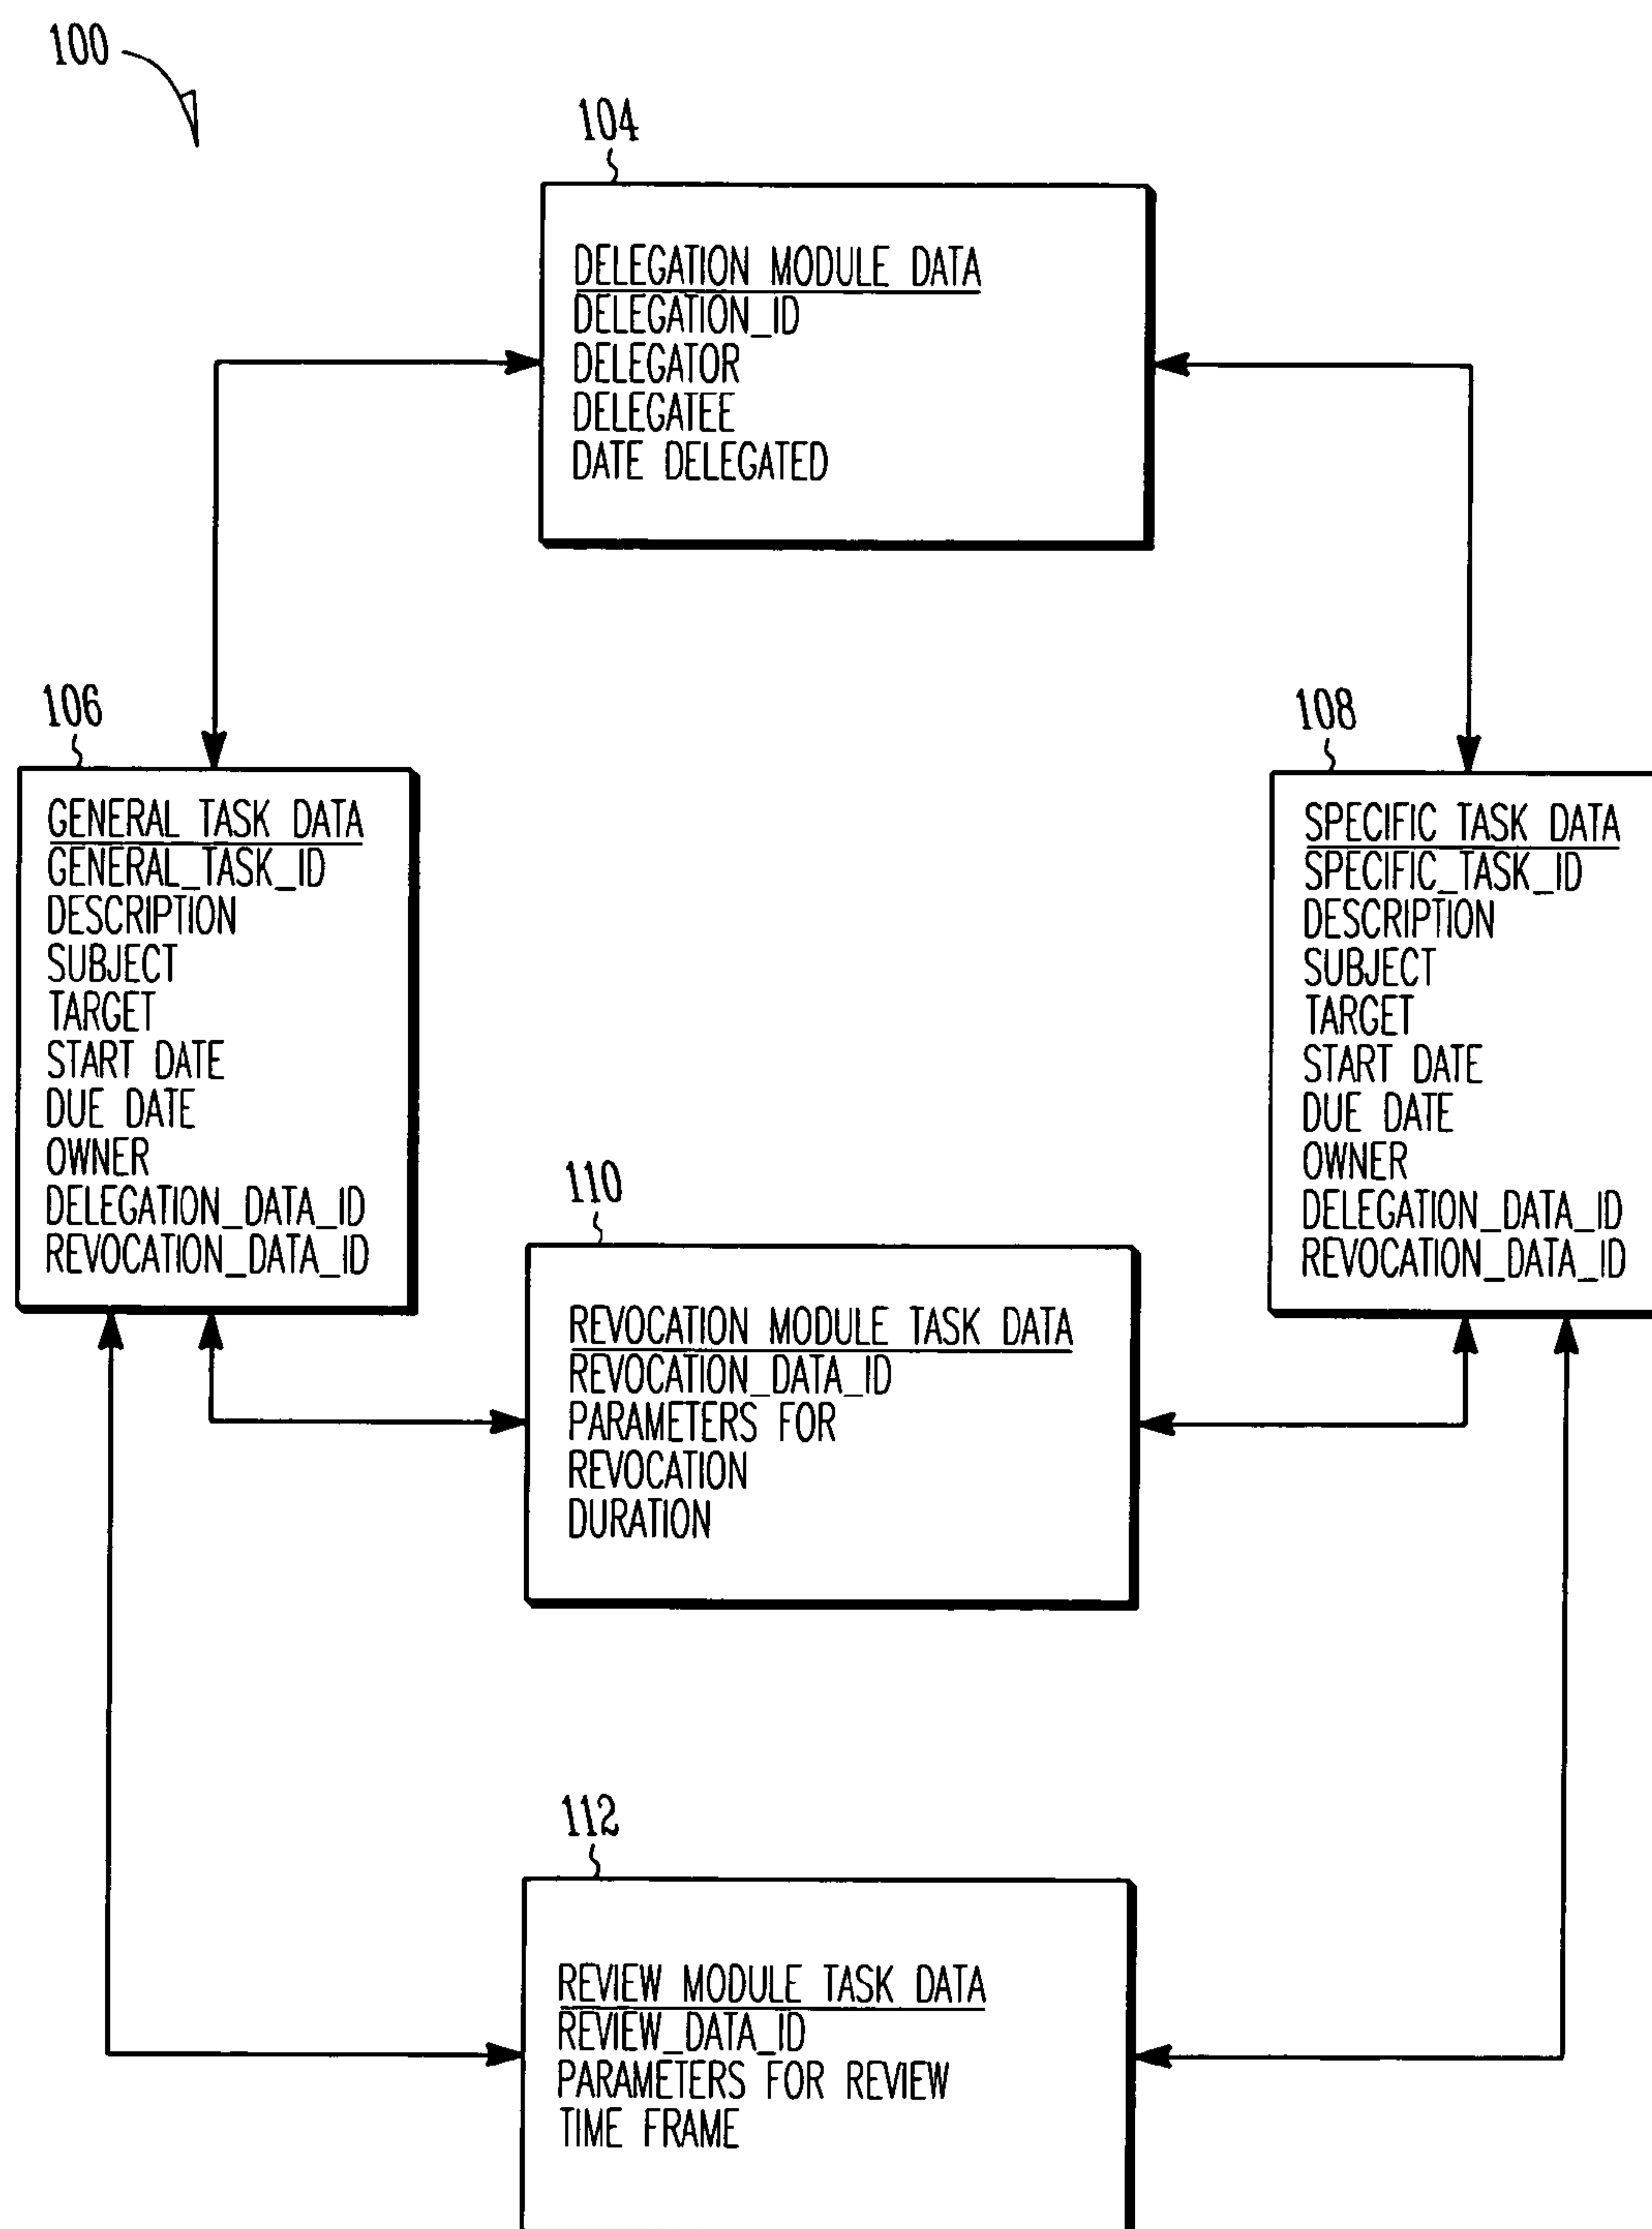 100
104
DELEGATION MODULE DATA
DELEGATION_ID
DELEGATOR
DELEGATEE
DATE DELEGATED
106
GENERAL TASK DATA
GENERAL_TASK_ID
DESCRIPTION
SUBJECT
TARGET
START DATE
DUE DATE
OWNER
DELEGATION_DATA_ID
REVOCATION_DATA_ID
108
SPECIFIC TASK DATA
SPECIFIC_TASK_ID
DESCRIPTION
SUBJECT
TARGET
START DATE
DUE DATE
OWNER
DELEGATION_DATA_ID
REVOCATION_DATA_ID
110
REVOCATION MODULE TASK DATA
REVOCATION_DATA_ID
PARAMETERS FOR
REVOCATION
DURATION
112
REVIEW MODULE TASK DATA
REVIEW_DATA_ID
PARAMETERS FOR REVIEW
TIME FRAME